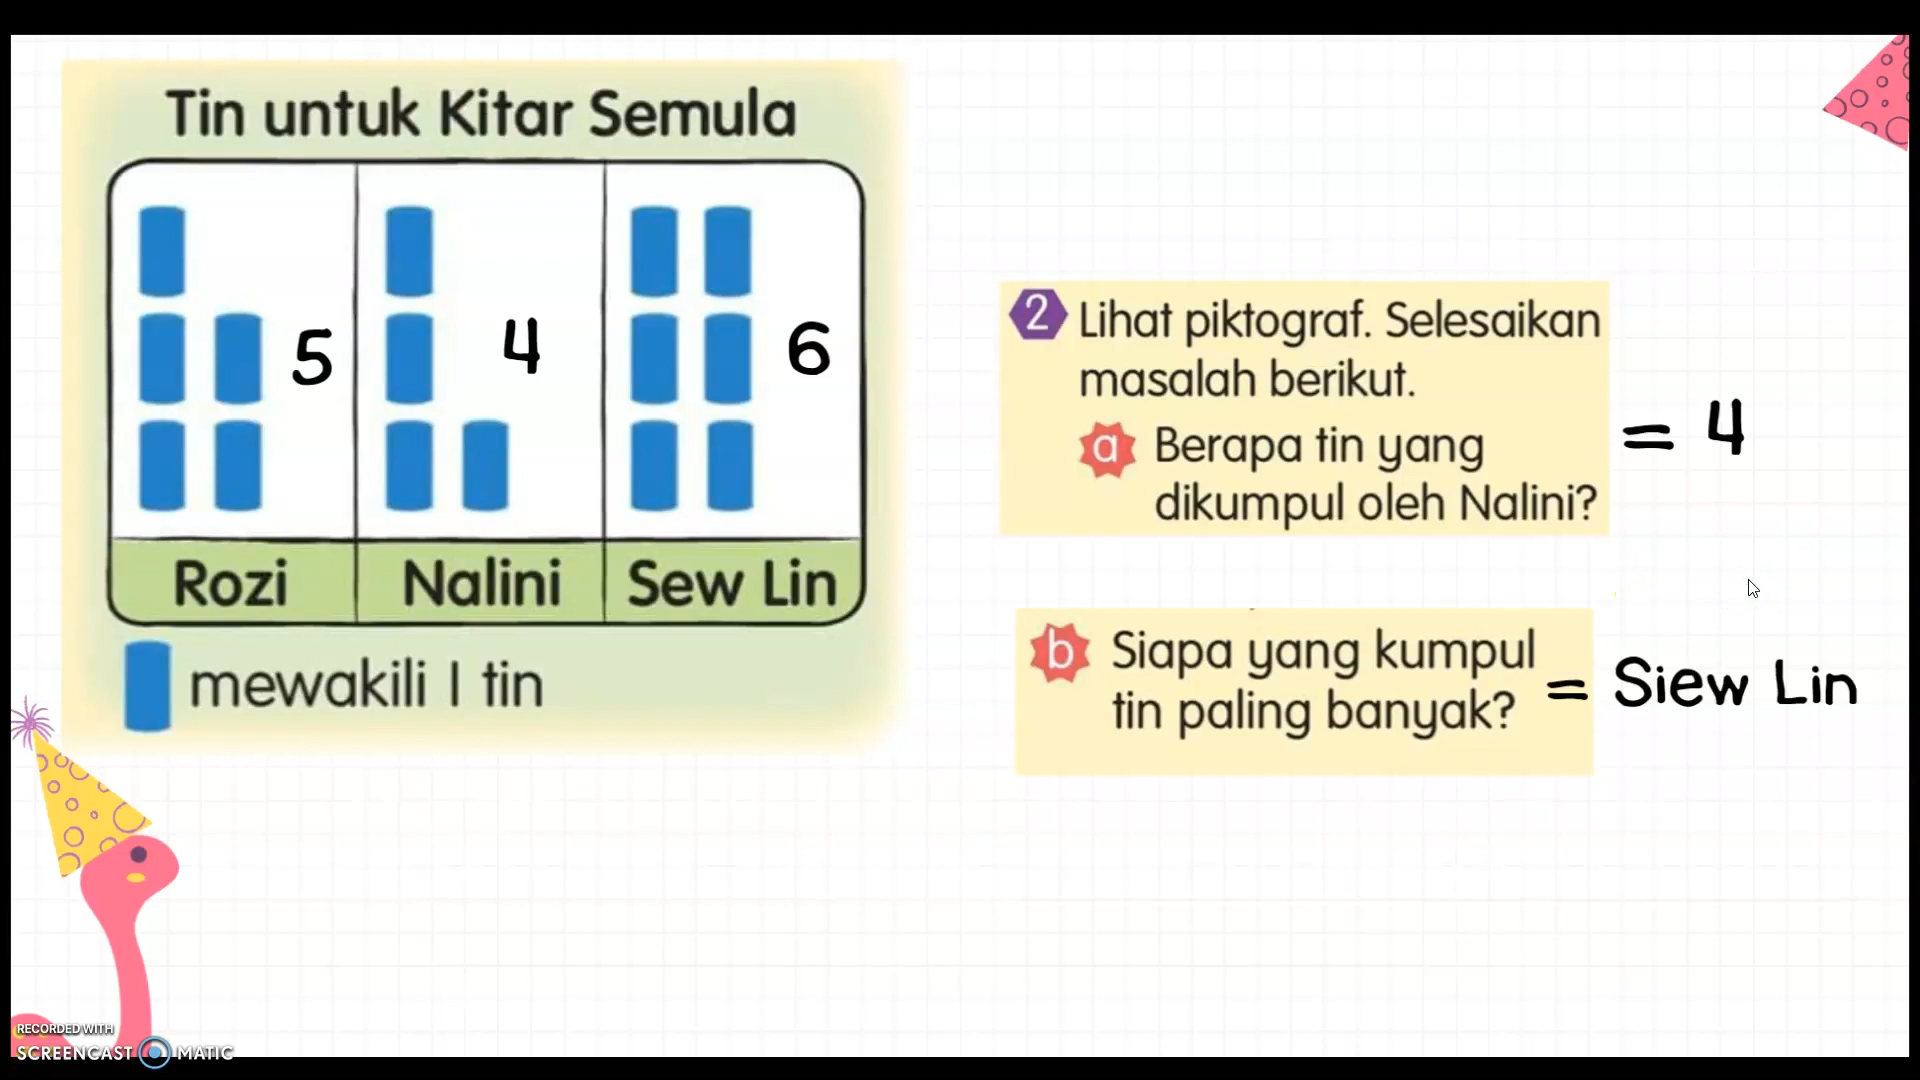 Tin untuk Kitar Semula
5 4 6
Rozi Nalini Sew Lin
mewakili 1 tin
2 Lihat piktograf. Selesaikan
masalah berikut.
a Berapa tin yang
dikumpul oleh Nalini?
= 4
b Siapa yang kumpul
tin paling banyak?
= Siew Lin
RECORDED WITH
SCREENCAST MATIC